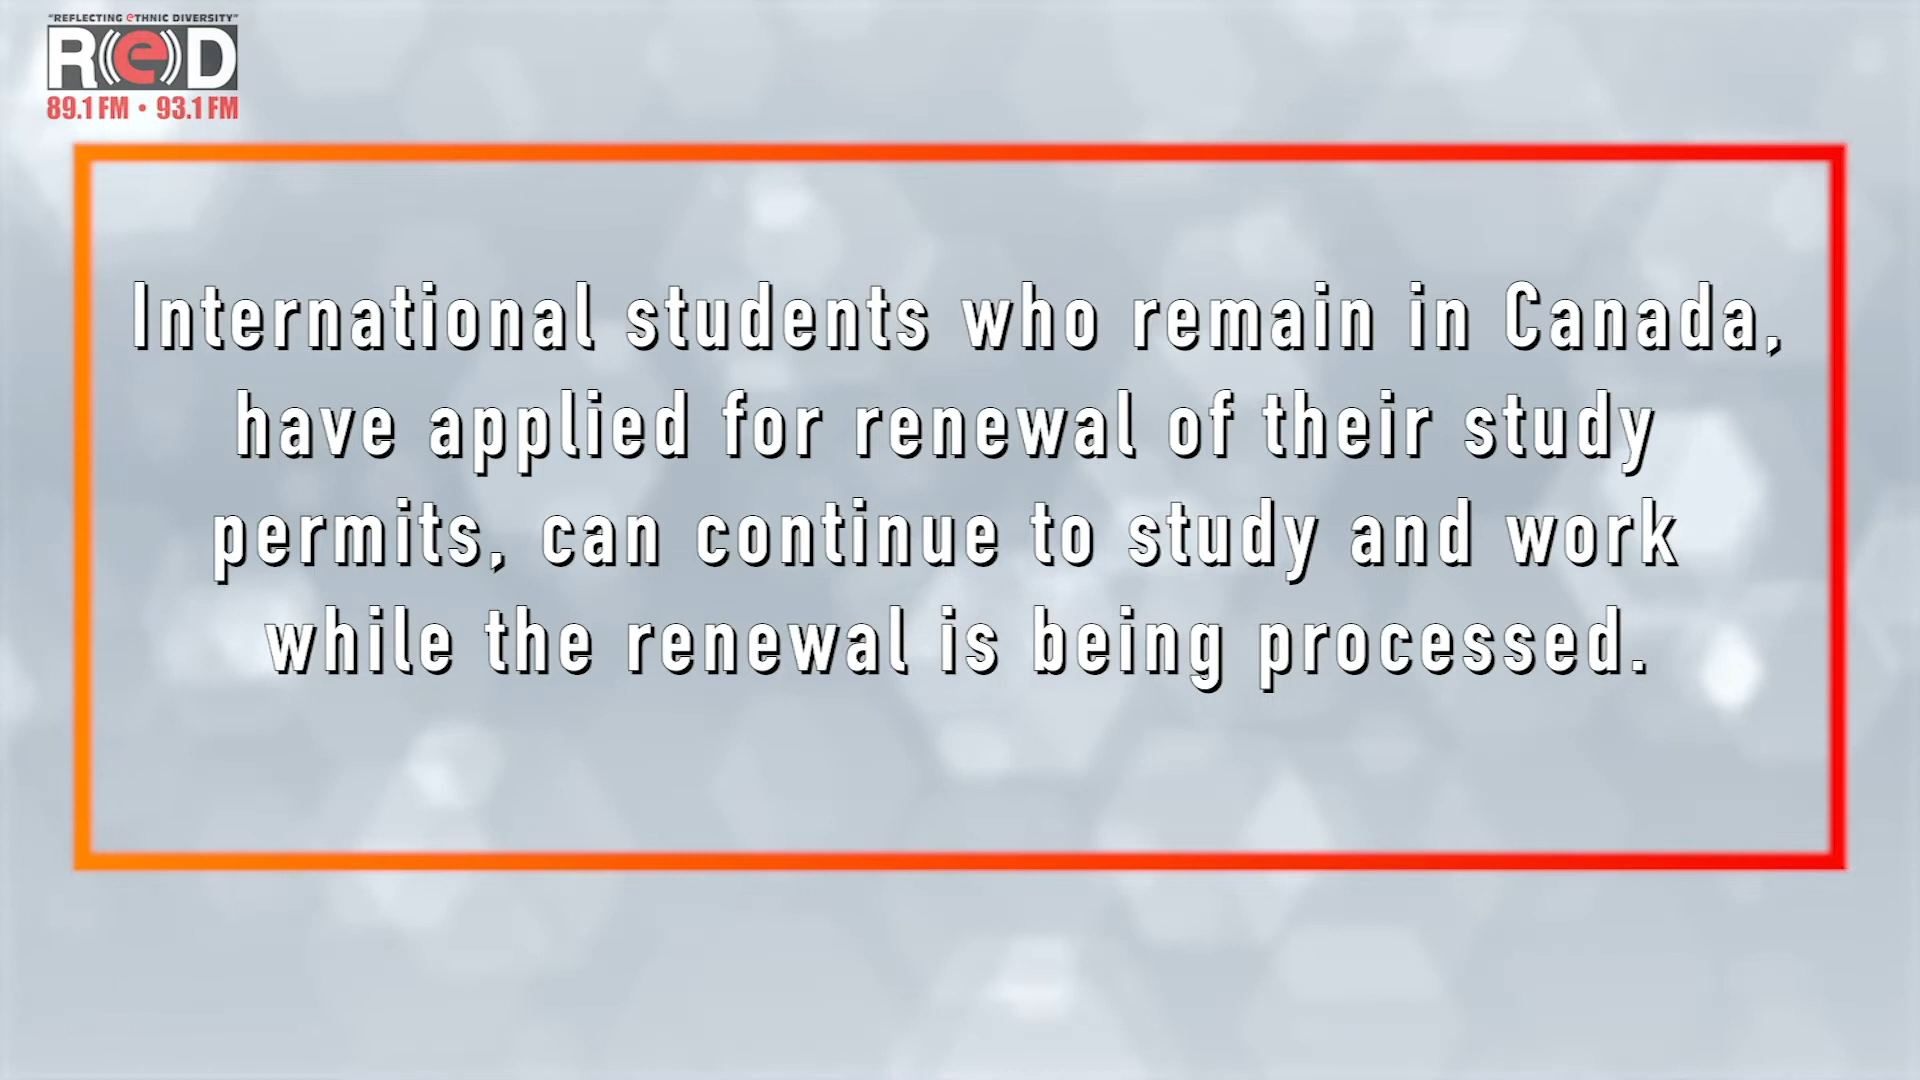 "REFLECTING eTHNIC DIVERSITY"
ReD
89.1 FM • 93.1 FM
International students who remain in Canada,
have applied for renewal of their study
permits, can continue to study and work
while the renewal is being processed.